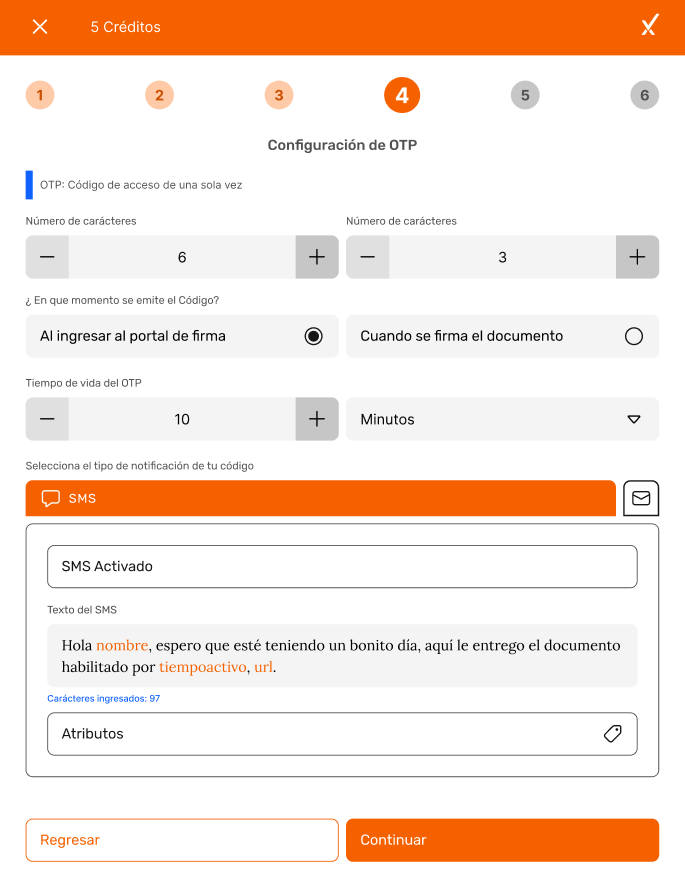 5 Créditos
1 2 3 4 5 6
Configuración de OTP
OTP: Código de acceso de una sola vez
Número de carácteres Número de carácteres
6 3
¿ En que momento se emite el Código?
Al ingresar al portal de firma Cuando se firma el documento
Tiempo de vida del OTP
10 Minutos
Selecciona el tipo de notificación de tu código
SMS
SMS Activado
Texto del SMS
Hola nombre, espero que esté teniendo un bonito día, aquí le entrego el documento
habilitado por tiempoactivo, url.
Carácteres ingresados: 97
Atributos
Regresar Continuar